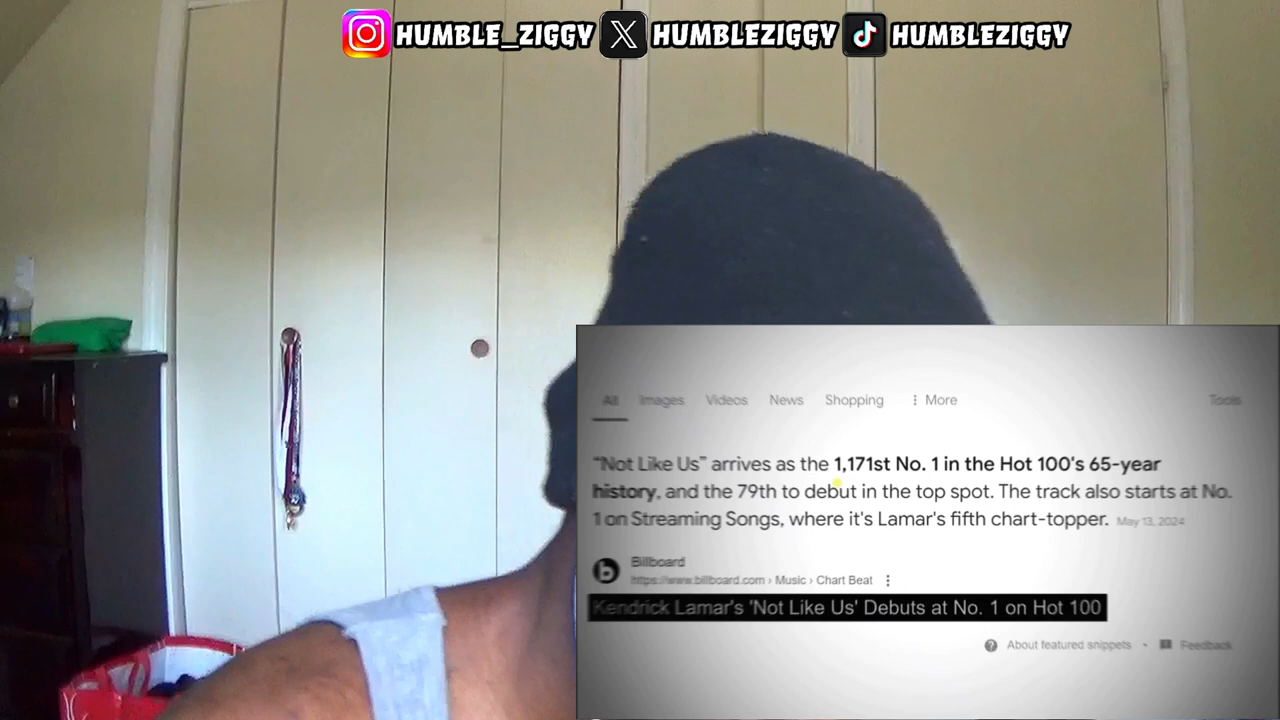 HUMBLE_ZIGGY HUMBLEZIGGY HUMBLEZIGGY
All Images Videos News Shopping More Tools
“Not Like Us” arrives as the 1,171st No. 1 in the Hot 100's 65-year
history, and the 79th to debut in the top spot. The track also starts at No.
1 on Streaming Songs, where it's Lamar's fifth chart-topper. May 13, 2024
Billboard
https://www.billboard.com › Music › Chart Beat
Kendrick Lamar's 'Not Like Us' Debuts at No. 1 on Hot 100
About featured snippets • Feedback